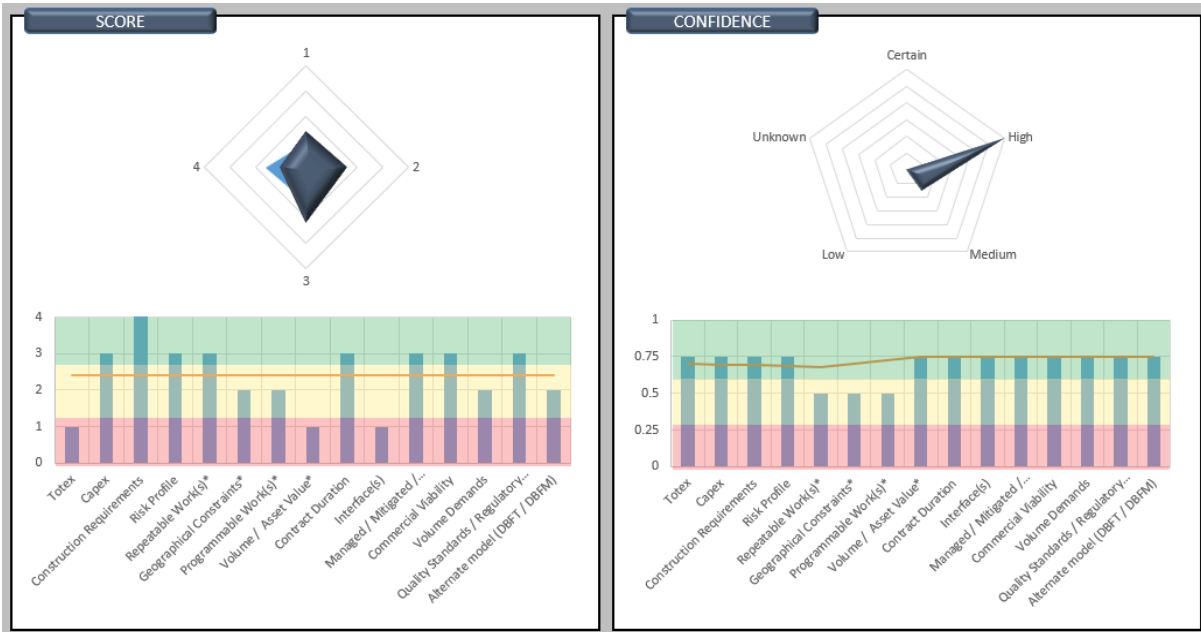 SCORE
1
4
2
3
4
3
2
1
0
Totex
Capex
Construction Requirements
Risk Profile
Repeatable Work(s)*
Geographical Constraints*
Programmable Work(s)*
Volume / Asset Value*
Contract Duration
Interface(s)
Managed / Mitigated /...
Commercial Viability
Volume Demands
Quality Standards / Regulatory...
Alternate model (DBFT / DBFM)
CONFIDENCE
Certain
Unknown
High
Low
Medium
1
0.75
0.5
0.25
0
Totex
Capex
Construction Requirements
Risk Profile
Repeatable Work(s)*
Geographical Constraints*
Programmable Work(s)*
Volume / Asset Value*
Contract Duration
Interface(s)
Managed / Mitigated /...
Commercial Viability
Volume Demands
Quality Standards / Regulatory...
Alternate model (DBFT / DBFM)